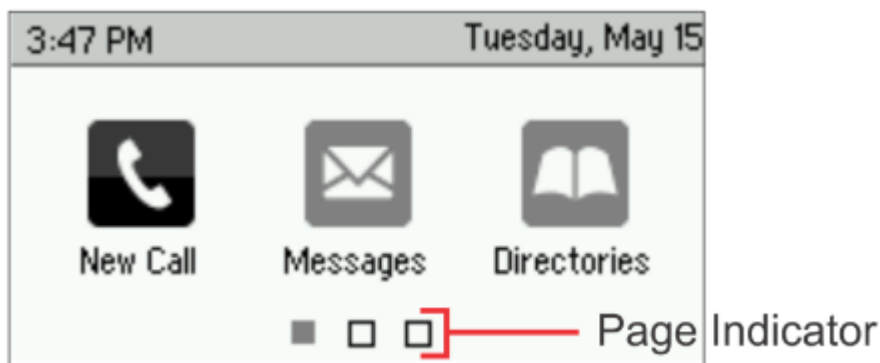 3:47 PM Tuesday, May 15
New Call Messages Directories
Page Indicator